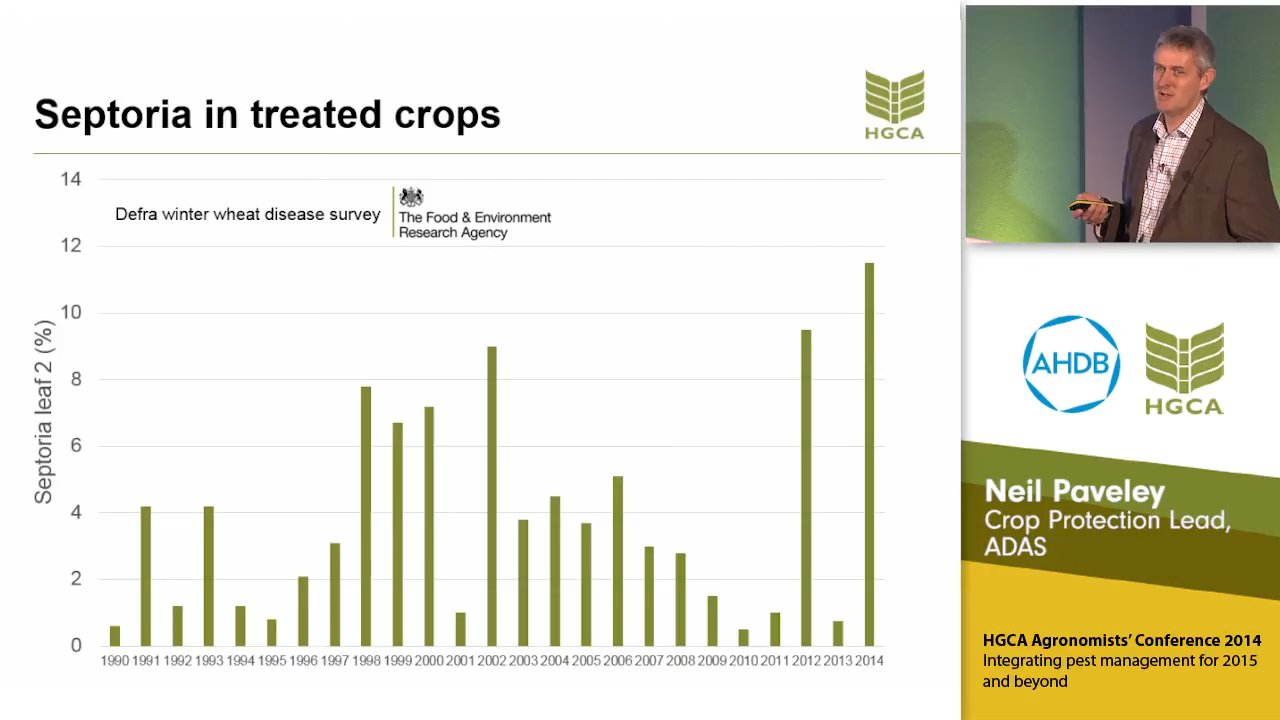 Septoria in treated crops
HGCA
Defra winter wheat disease survey
The Food & Environment
Research Agency
Septoria leaf 2 (%)
14
12
10
8
6
4
2
0
1990 1991 1992 1993 1994 1995 1996 1997 1998 1999 2000 2001 2002 2003 2004 2005 2006 2007 2008 2009 2010 2011 2012 2013 2014
AHDB
HGCA
Neil Paveley
Crop Protection Lead,
ADAS
HGCA Agronomists' Conference 2014
Integrating pest management for 2015
and beyond